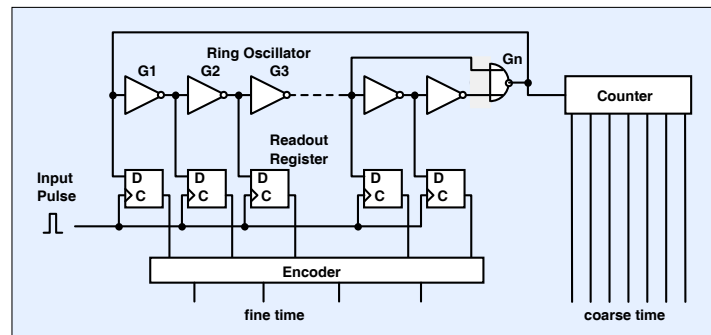 Ring Oscillator
Gn
G1 G2 G3
Counter
Readout
Register
Input
Pulse
D D D D D
C C C C C
Encoder
fine time
coarse time